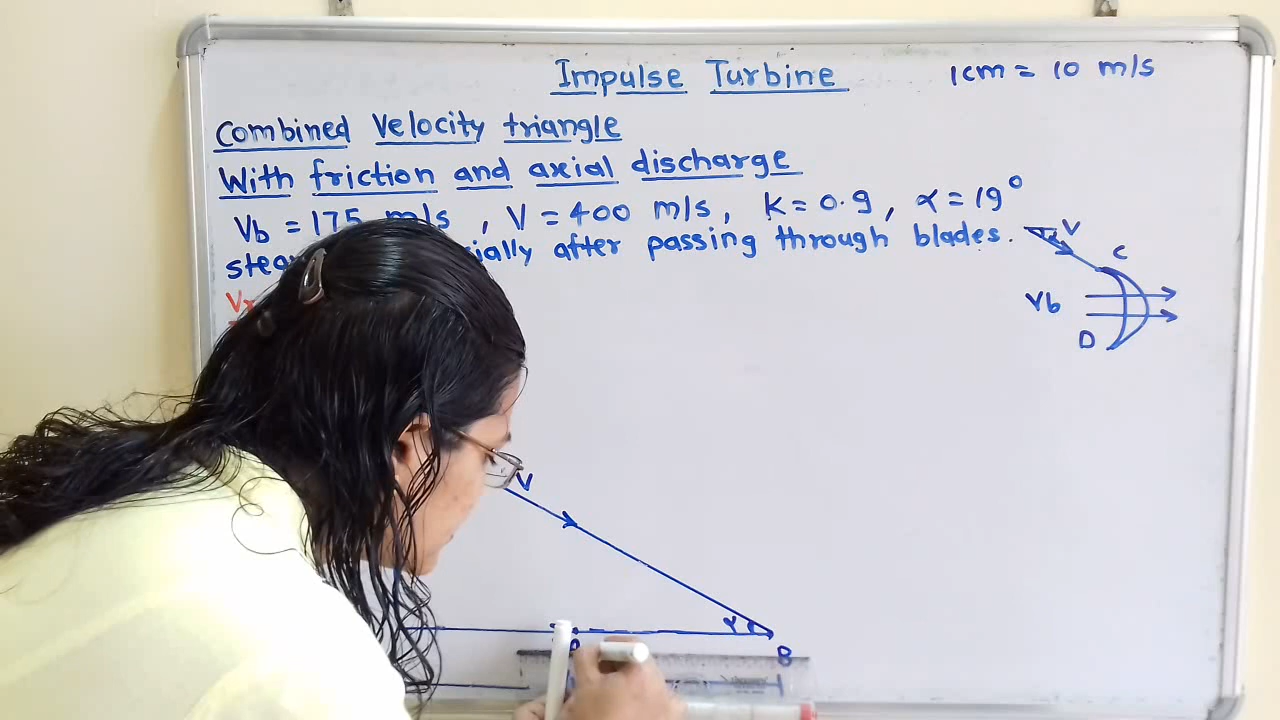 Impulse Turbine
1cm = 10 m/s
Combined Velocity triangle
With friction and axial discharge
Vb = 175 m/s , V = 400 m/s, K = 0.9, α = 19°
after passing through blades.
V
C
Vb
D
V
α
B